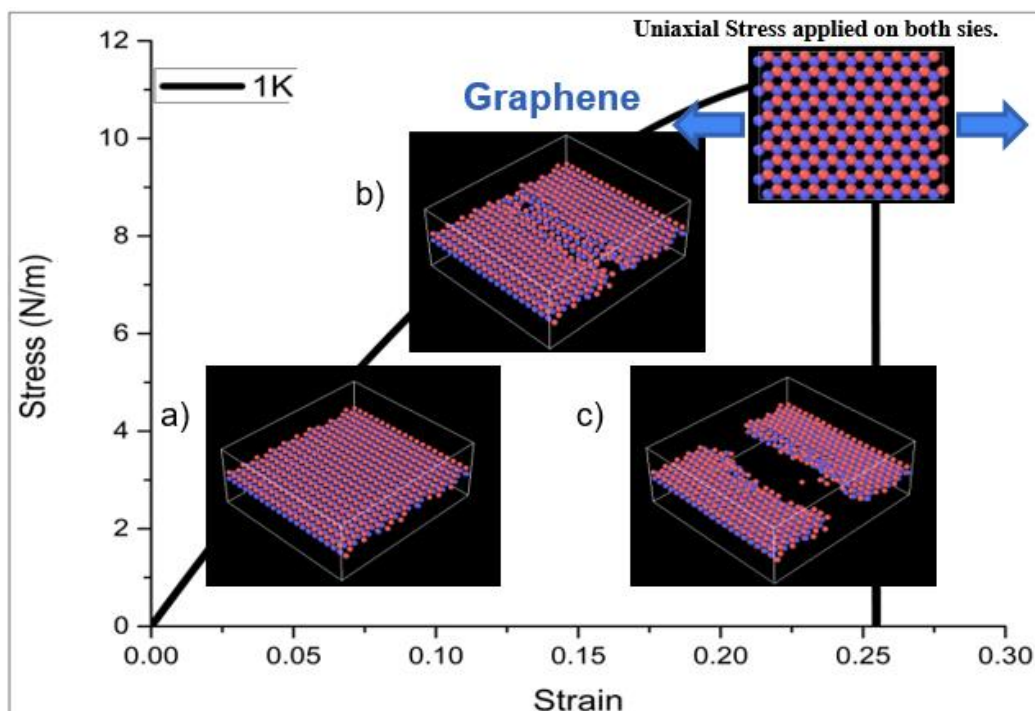 Uniaxial Stress applied on both sies.
12
1K
Graphene
10
b)
8
6
Stress (N/m)
a)
c)
4
2
0
0.00 0.05 0.10 0.15 0.20 0.25 0.30
Strain